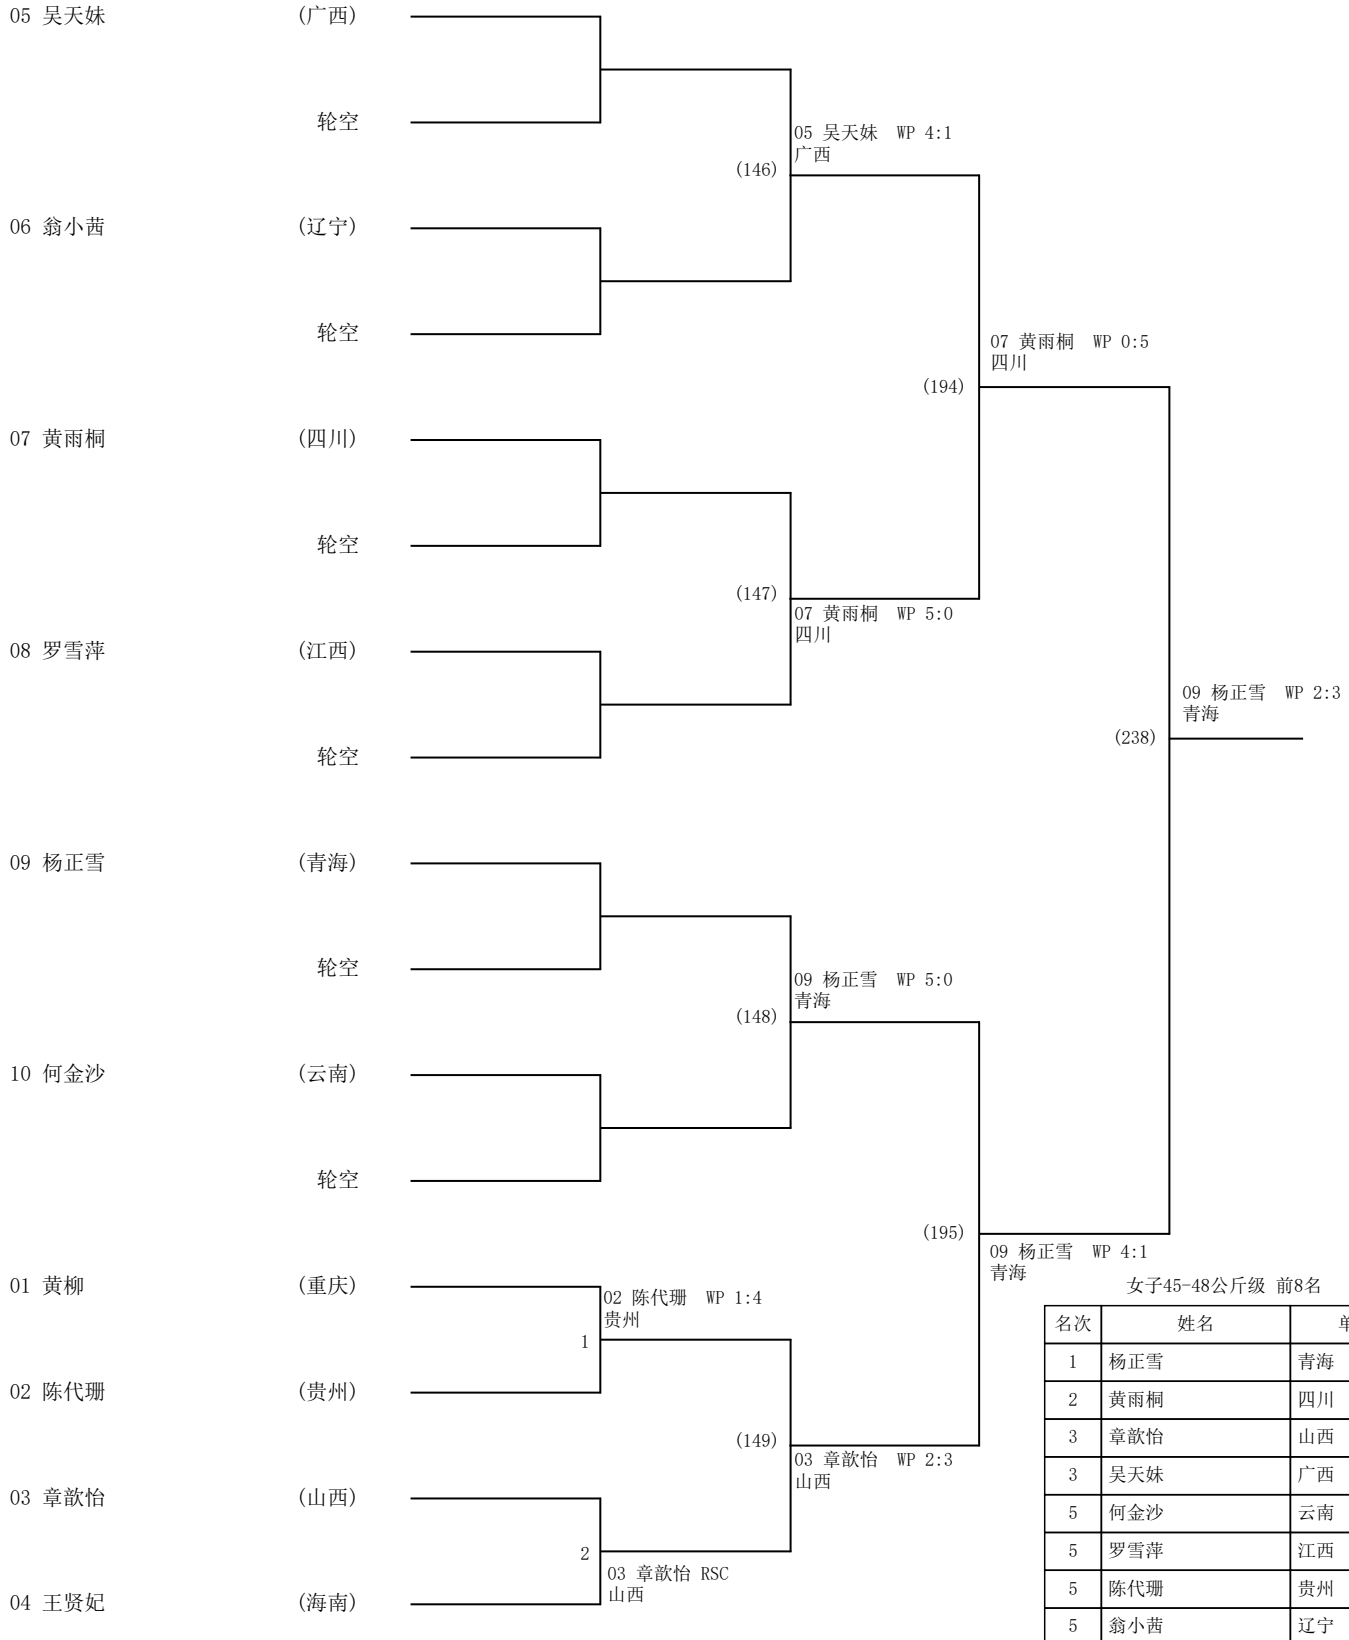 05 吴天妹 (广西)
轮空
05 吴天妹 WP 4:1
广西
(146)
06 翁小茜 (辽宁)
轮空
07 黄雨桐 WP 0:5
四川
(194)
07 黄雨桐 (四川)
轮空
(147)
07 黄雨桐 WP 5:0
四川
08 罗雪萍 (江西)
09 杨正雪 WP 2:3
青海
(238)
轮空
09 杨正雪 (青海)
轮空
09 杨正雪 WP 5:0
青海
(148)
10 何金沙 (云南)
轮空
(195)
09 杨正雪 WP 4:1
青海
01 黄柳 (重庆)
02 陈代珊 WP 1:4
贵州
1
02 陈代珊 (贵州)
(149)
03 章歆怡 WP 2:3
山西
03 章歆怡 (山西)
2
03 章歆怡 RSC
山西
04 王贤妃 (海南)
女子45-48公斤级 前8名
名次 姓名
1 杨正雪 青海
2 黄雨桐 四川
3 章歆怡 山西
3 吴天妹 广西
5 何金沙 云南
5 罗雪萍 江西
5 陈代珊 贵州
5 翁小茜 辽宁